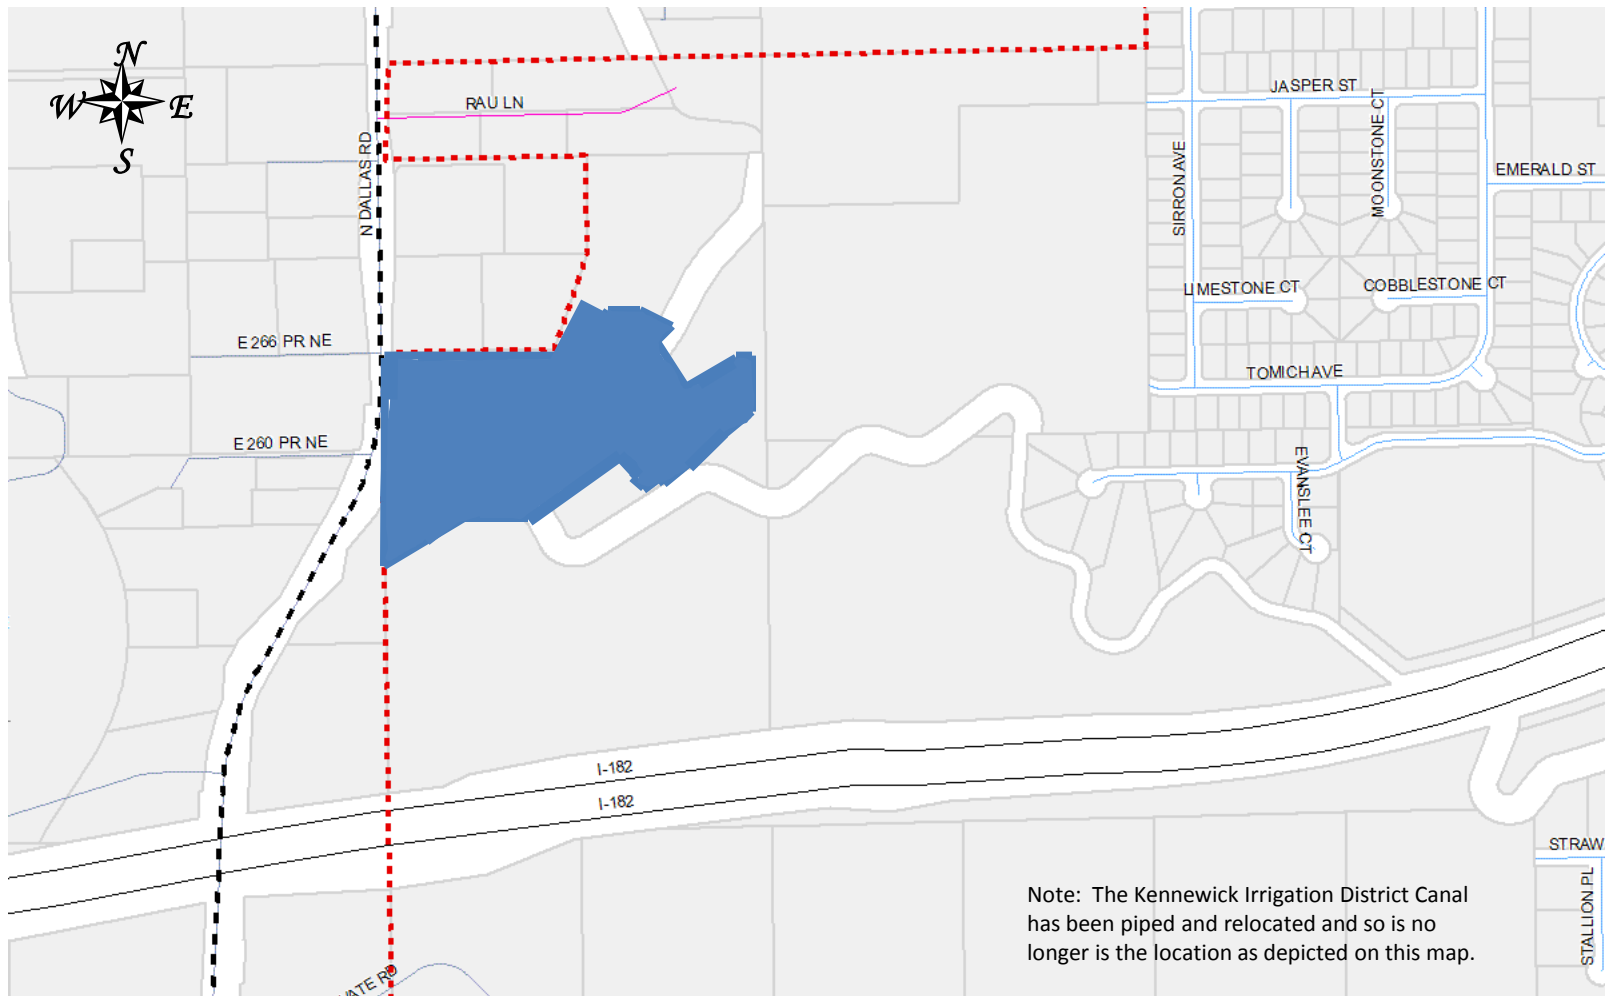 N
W E
S
RAU LN
N DALLAS RD
JASPER ST
MOONSTONE CT
EMERALD ST
SIRRON AVE
LIMESTONE CT
COBBLESTONE CT
E 266 PR NE
TOMICH AVE
E 260 PR NE
EVANSLEE CT
I-182
I-182
STRAW
STALLION PL
VATE RD
Note: The Kennewick Irrigation District Canal
has been piped and relocated and so is no
longer is the location as depicted on this map.